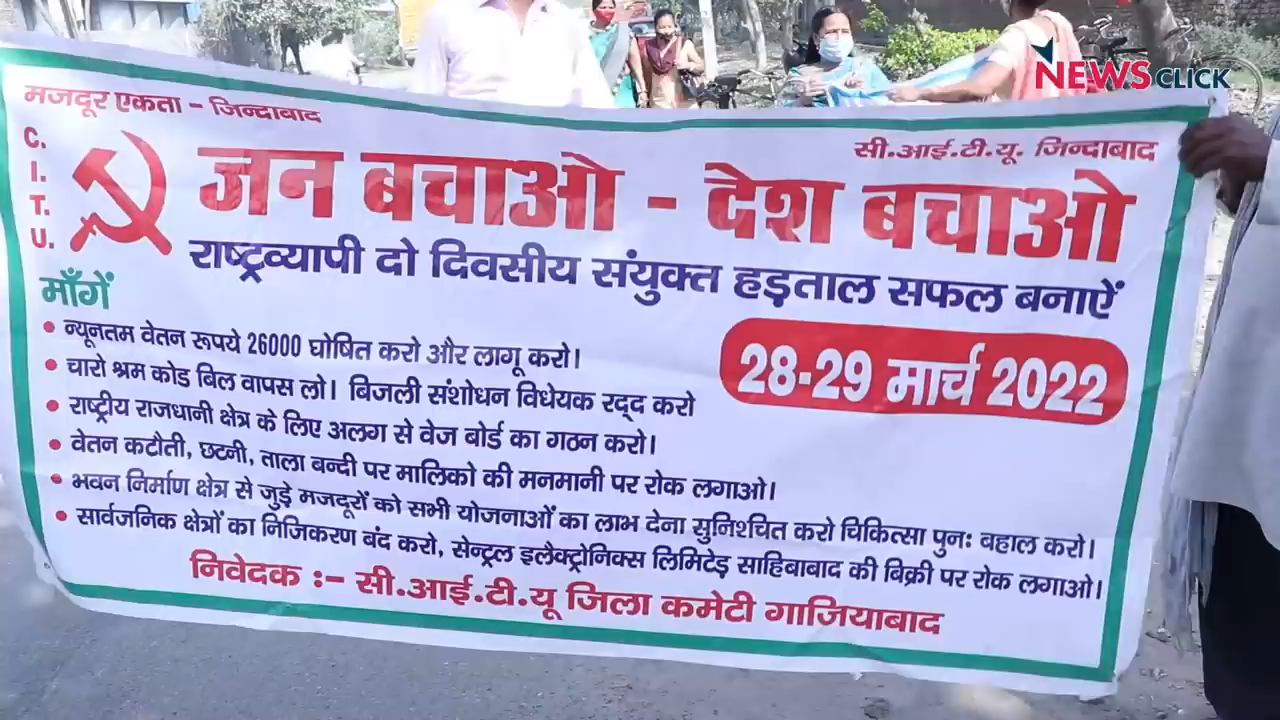 NEWSCLICK
मजदूर एकता - जिन्दाबाद
सी.आई.टी.यू. जिन्दाबाद
C.
I.
T.
U.
जन बचाओ - देश बचाओ
राष्ट्रव्यापी दो दिवसीय संयुक्त हड़ताल सफल बनाऐं
माँगें
28-29 मार्च 2022
• न्यूनतम वेतन रूपये 26000 घोषित करो और लागू करो।
• चारो श्रम कोड बिल वापस लो। बिजली संशोधन विधेयक रद्द करो
• राष्ट्रीय राजधानी क्षेत्र के लिए अलग से वेज बोर्ड का गठन करो।
• वेतन कटौती, छटनी, ताला बन्दी पर मालिको की मनमानी पर रोक लगाओ।
• भवन निर्माण क्षेत्र से जुड़े मजदूरों को सभी योजनाओं का लाभ देना सुनिश्चित करो चिकित्सा पुनः बहाल करो।
• सार्वजनिक क्षेत्रों का निजिकरण बंद करो, सेन्ट्रल इलैक्ट्रोनिक्स लिमिटेड़ साहिबाबाद की बिक्री पर रोक लगाओ।
निवेदक :- सी.आई.टी.यू जिला कमेटी गाजियाबाद